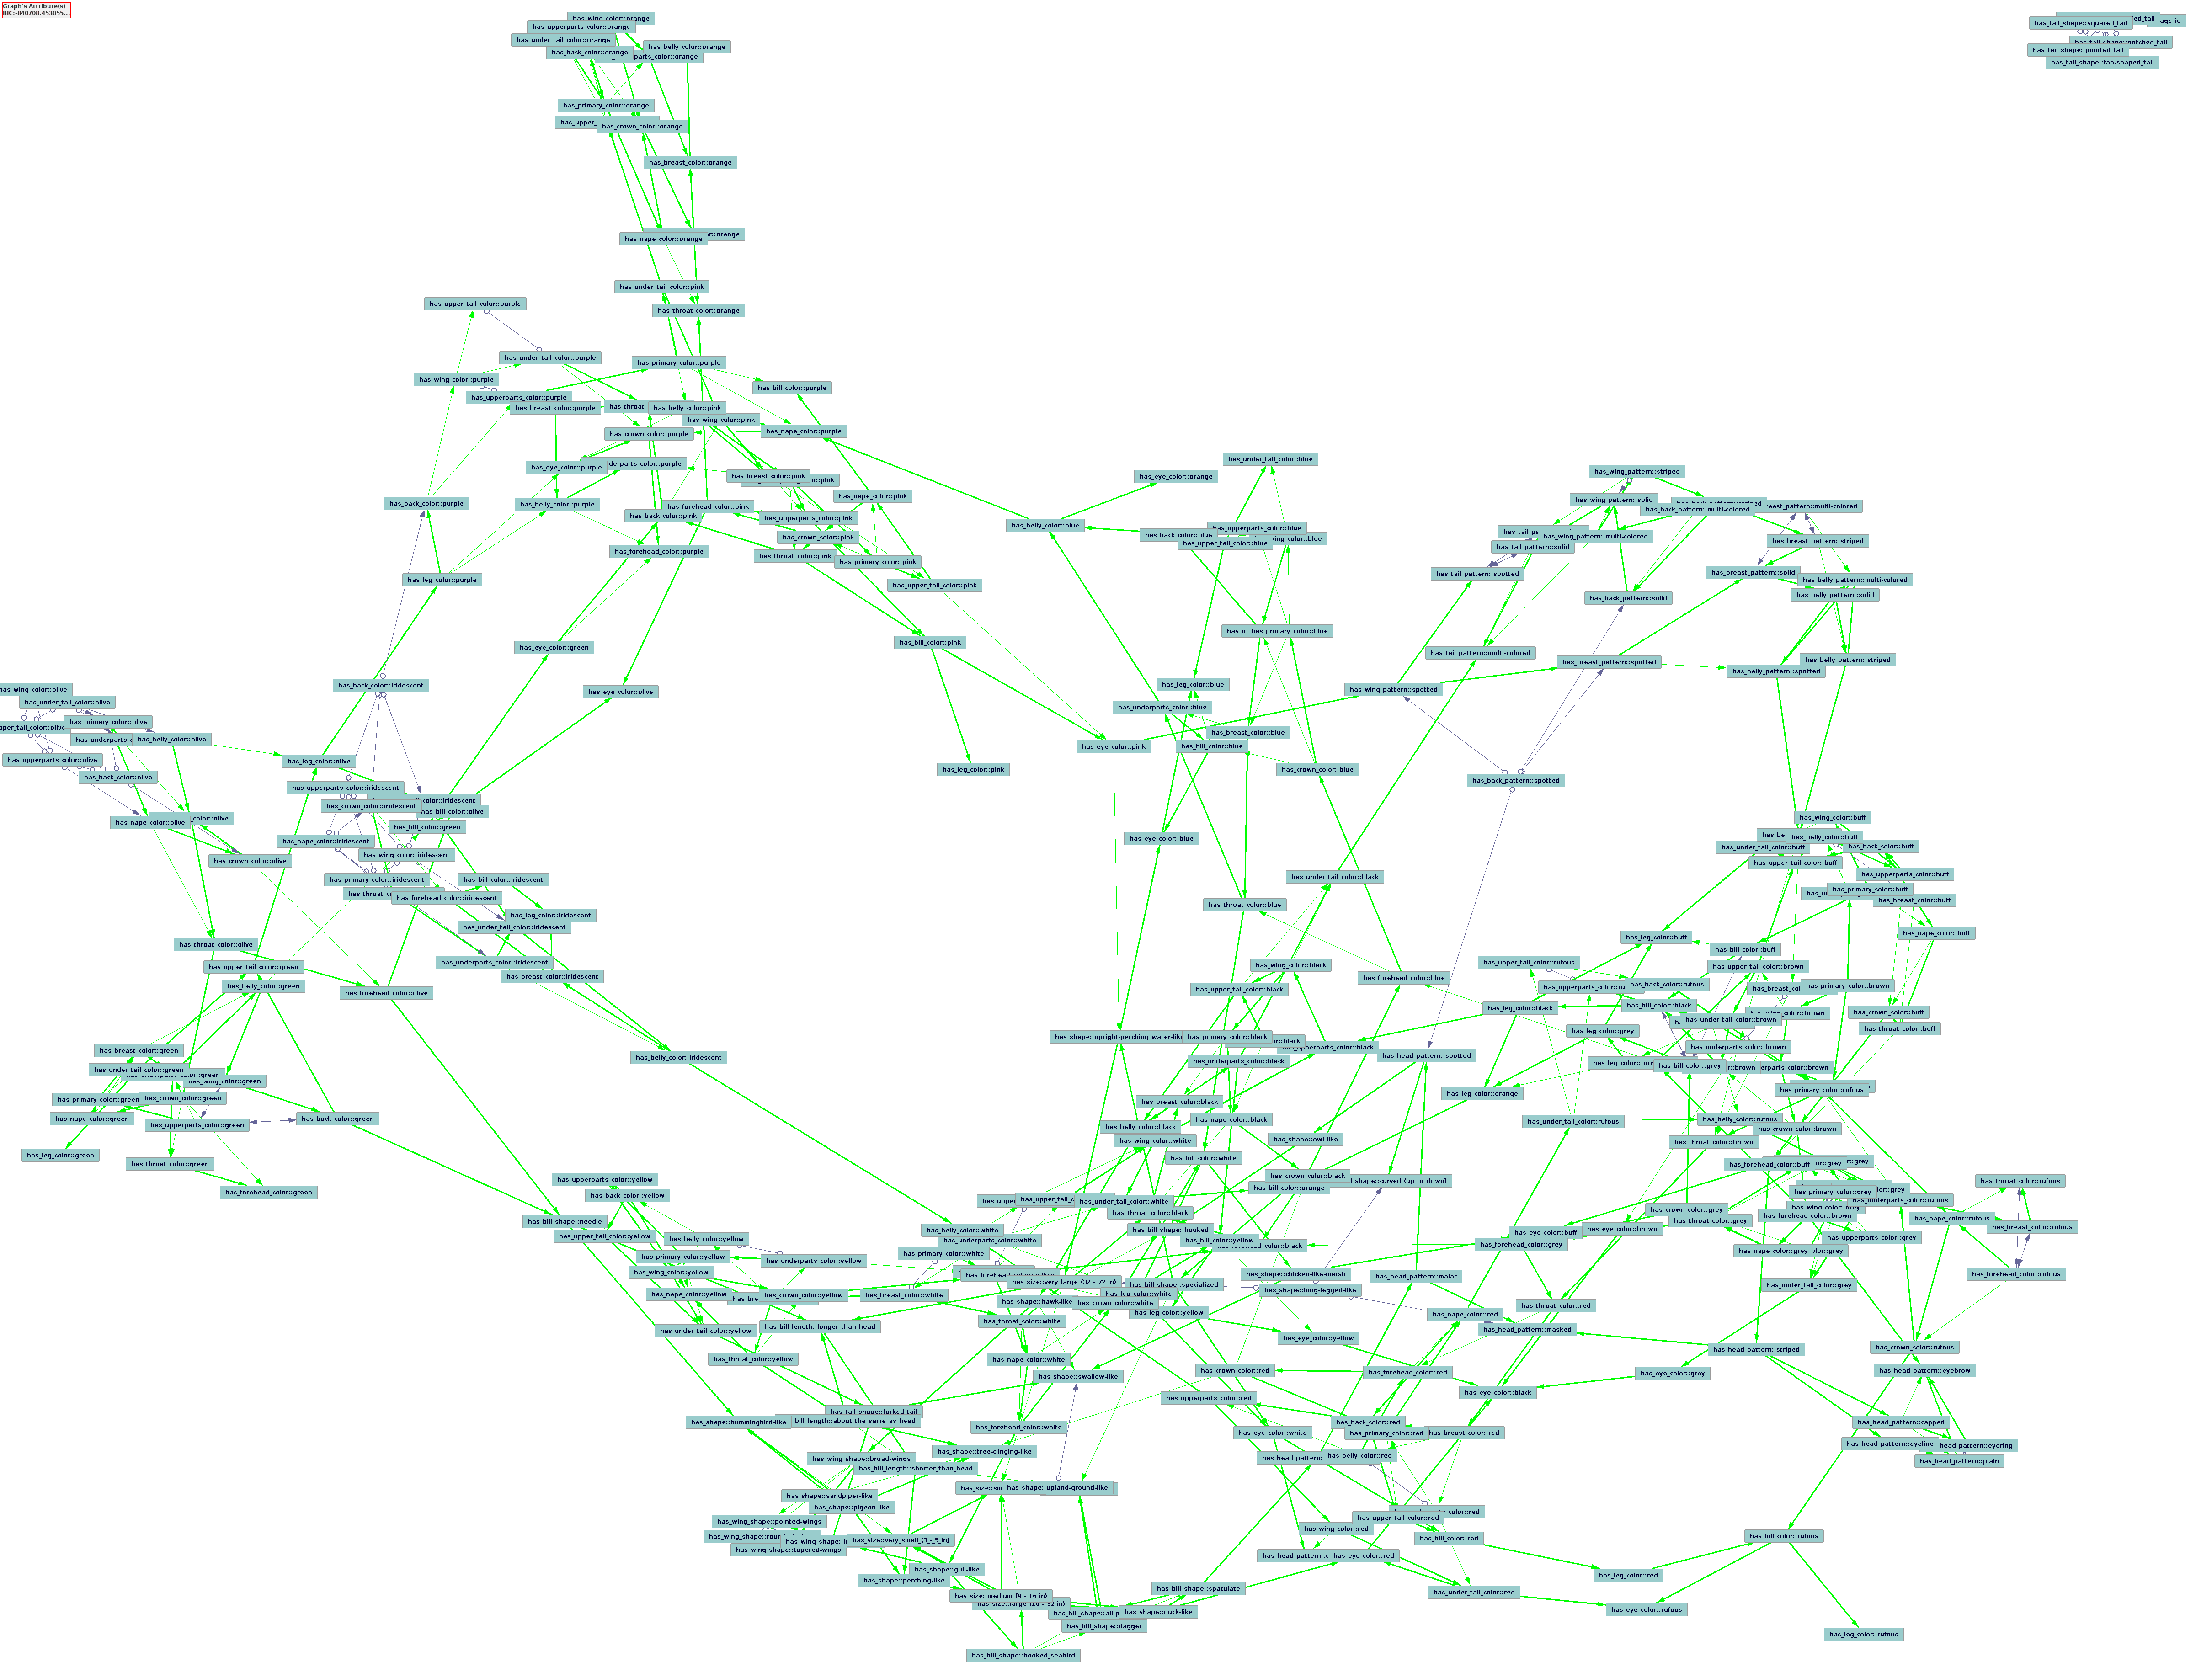 Graph's Attribute(s)
BIC:-840708.453055...
has_wing_color::orange
has_upperparts_color::orange
has_under_tail_color::orange
has_back_color::orange
has_belly_color::orange
has_primary_color::orange
has_crown_color::orange
has_breast_color::orange
has_nape_color::orange
has_under_tail_color::pink
has_throat_color::orange
has_tail_shape::squared_tail
has_tail_shape::notched_tail
has_tail_shape::pointed_tail
has_tail_shape::fan-shaped_tail
has_upper_tail_color::purple
has_under_tail_color::purple
has_primary_color::purple
has_wing_color::purple
has_bill_color::purple
has_upperparts_color::purple
has_breast_color::purple
has_belly_color::pink
has_wing_color::pink
has_nape_color::purple
has_crown_color::purple
has_eye_color::purple
has_breast_color::pink
has_back_color::purple
has_belly_color::purple
has_nape_color::pink
has_forehead_color::pink
has_back_color::pink
has_upperparts_color::pink
has_crown_color::pink
has_forehead_color::purple
has_throat_color::pink
has_primary_color::pink
has_leg_color::purple
has_upper_tail_color::pink
has_eye_color::green
has_bill_color::pink
has_eye_color::olive
has_leg_color::pink
has_under_tail_color::blue
has_eye_color::orange
has_belly_color::blue
has_upperparts_color::blue
has_back_color::blue
has_upper_tail_color::blue
has_primary_color::blue
has_leg_color::blue
has_underparts_color::blue
has_breast_color::blue
has_bill_color::blue
has_eye_color::pink
has_crown_color::blue
has_eye_color::blue
has_throat_color::blue
has_forehead_color::blue
has_wing_pattern::striped
has_wing_pattern::solid
has_back_pattern::multi-colored
has_wing_pattern::multi-colored
has_tail_pattern::solid
has_tail_pattern::spotted
has_breast_pattern::striped
has_breast_pattern::solid
has_belly_pattern::multi-colored
has_belly_pattern::solid
has_back_pattern::solid
has_tail_pattern::multi-colored
has_breast_pattern::spotted
has_belly_pattern::striped
has_belly_pattern::spotted
has_wing_pattern::spotted
has_back_pattern::spotted
has_back_color::iridescent
has_under_tail_color::olive
has_primary_color::olive
has_belly_color::olive
has_upperparts_color::olive
has_back_color::olive
has_leg_color::olive
has_nape_color::olive
has_crown_color::olive
has_upperparts_color::iridescent
has_crown_color::iridescent
has_bill_color::olive
has_bill_color::green
has_nape_color::iridescent
has_wing_color::iridescent
has_primary_color::iridescent
has_bill_color::iridescent
has_forehead_color::iridescent
has_leg_color::iridescent
has_under_tail_color::iridescent
has_underparts_color::iridescent
has_breast_color::iridescent
has_belly_color::iridescent
has_throat_color::olive
has_upper_tail_color::green
has_belly_color::green
has_forehead_color::olive
has_breast_color::green
has_under_tail_color::green
has_primary_color::green
has_crown_color::green
has_nape_color::green
has_upperparts_color::green
has_back_color::green
has_leg_color::green
has_throat_color::green
has_forehead_color::green
has_wing_color::buff
has_belly_color::buff
has_back_color::buff
has_under_tail_color::buff
has_upper_tail_color::buff
has_upperparts_color::buff
has_primary_color::buff
has_breast_color::buff
has_nape_color::buff
has_leg_color::buff
has_bill_color::buff
has_upper_tail_color::rufous
has_upper_tail_color::brown
has_back_color::rufous
has_primary_color::brown
has_bill_color::black
has_leg_color::black
has_crown_color::buff
has_under_tail_color::brown
has_throat_color::buff
has_leg_color::grey
has_underparts_color::brown
has_bill_color::grey
has_primary_color::rufous
has_leg_color::orange
has_belly_color::rufous
has_under_tail_color::rufous
has_crown_color::brown
has_throat_color::brown
has_forehead_color::buff
has_primary_color::grey
has_underparts_color::rufous
has_throat_color::rufous
has_nape_color::rufous
has_breast_color::rufous
has_forehead_color::rufous
has_crown_color::grey
has_throat_color::grey
has_forehead_color::brown
has_upperparts_color::grey
has_nape_color::grey
has_under_tail_color::grey
has_eye_color::buff
has_eye_color::brown
has_forehead_color::grey
has_under_tail_color::black
has_wing_color::black
has_upper_tail_color::black
has_primary_color::black
has_upperparts_color::black
has_underparts_color::black
has_head_pattern::spotted
has_breast_color::black
has_nape_color::black
has_belly_color::black
has_wing_color::white
has_shape::owl-like
has_bill_color::white
has_crown_color::black
has_bill_color::orange
has_under_tail_color::white
has_throat_color::black
has_bill_shape::hooked
has_bill_color::yellow
has_belly_color::white
has_underparts_color::white
has_primary_color::white
has_size::very_large_(32_-_72_in)
has_bill_shape::specialized
has_shape::chicken-like-marsh
has_shape::long-legged-like
has_head_pattern::malar
has_breast_color::white
has_shape::hawk-like
has_leg_color::white
has_crown_color::white
has_leg_color::yellow
has_throat_color::white
has_eye_color::yellow
has_nape_color::white
has_shape::swallow-like
has_upperparts_color::yellow
has_back_color::yellow
has_bill_shape::needle
has_upper_tail_color::yellow
has_belly_color::yellow
has_primary_color::yellow
has_underparts_color::yellow
has_wing_color::yellow
has_nape_color::yellow
has_crown_color::yellow
has_under_tail_color::yellow
has_bill_length::longer_than_head
has_throat_color::yellow
has_nape_color::red
has_throat_color::red
has_head_pattern::masked
has_head_pattern::striped
has_crown_color::rufous
has_head_pattern::eyebrow
has_crown_color::red
has_forehead_color::red
has_eye_color::grey
has_eye_color::black
has_upperparts_color::red
has_back_color::red
has_primary_color::red
has_breast_color::red
has_eye_color::white
has_belly_color::red
has_head_pattern::capped
has_head_pattern::eyeline
has_head_pattern::plain
has_tail_shape::forked_tail
has_shape::hummingbird-like
has_forehead_color::white
has_shape::tree-clinging-like
has_wing_shape::broad-wings
has_bill_length::shorter_than_head
has_shape::upland-ground-like
has_shape::sandpiper-like
has_shape::pigeon-like
has_wing_shape::pointed-wings
has_wing_shape::tapered-wings
has_size::very_small_(3_-_5_in)
has_shape::gull-like
has_shape::perching-like
has_size::medium_(9_-_16_in)
has_bill_shape::spatulate
has_shape::duck-like
has_bill_shape::dagger
has_bill_shape::hooked_seabird
has_upper_tail_color::red
has_wing_color::red
has_bill_color::red
has_eye_color::red
has_under_tail_color::red
has_leg_color::red
has_bill_color::rufous
has_eye_color::rufous
has_leg_color::rufous